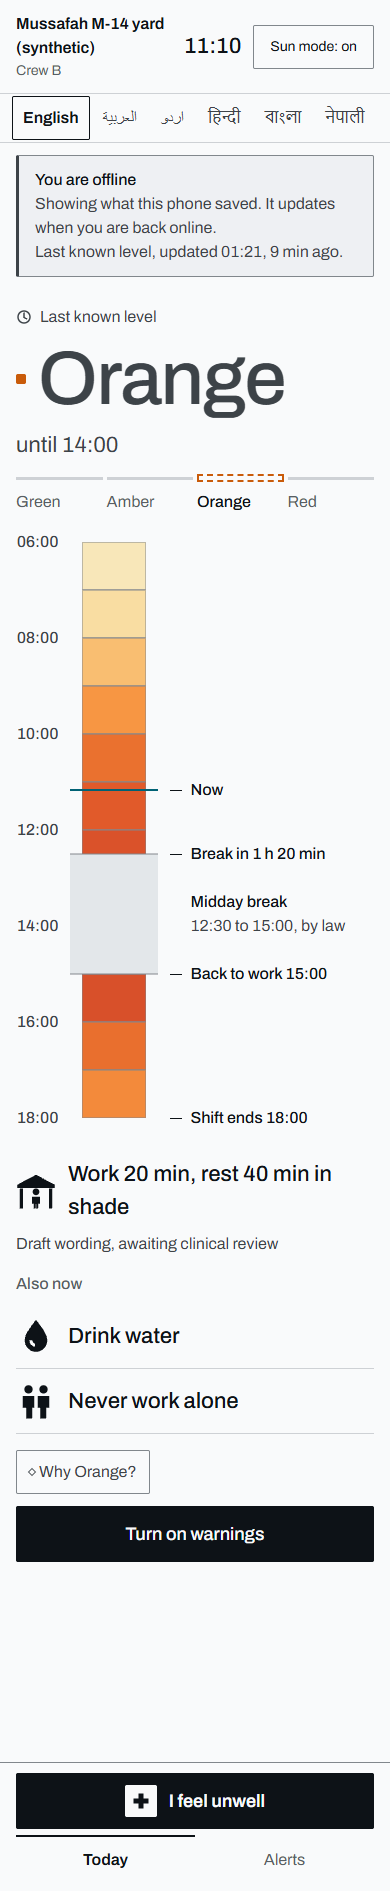 Mussafah M-14 yard
(synthetic)
Crew B
11:10
Sun mode: on
English
العربية
اردو
हिन्दी
বাংলা
नेपाली
You are offline
Showing what this phone saved. It updates
when you are back online.
Last known level, updated 01:21, 9 min ago.
Last known level
Orange
until 14:00
Green
Amber
Orange
Red
06:00
08:00
10:00
Now
12:00
Break in 1 h 20 min
Midday break
14:00
12:30 to 15:00, by law
Back to work 15:00
16:00
18:00
Shift ends 18:00
Work 20 min, rest 40 min in
shade
Draft wording, awaiting clinical review
Also now
Drink water
Never work alone
Why Orange?
Turn on warnings
I feel unwell
Today
Alerts